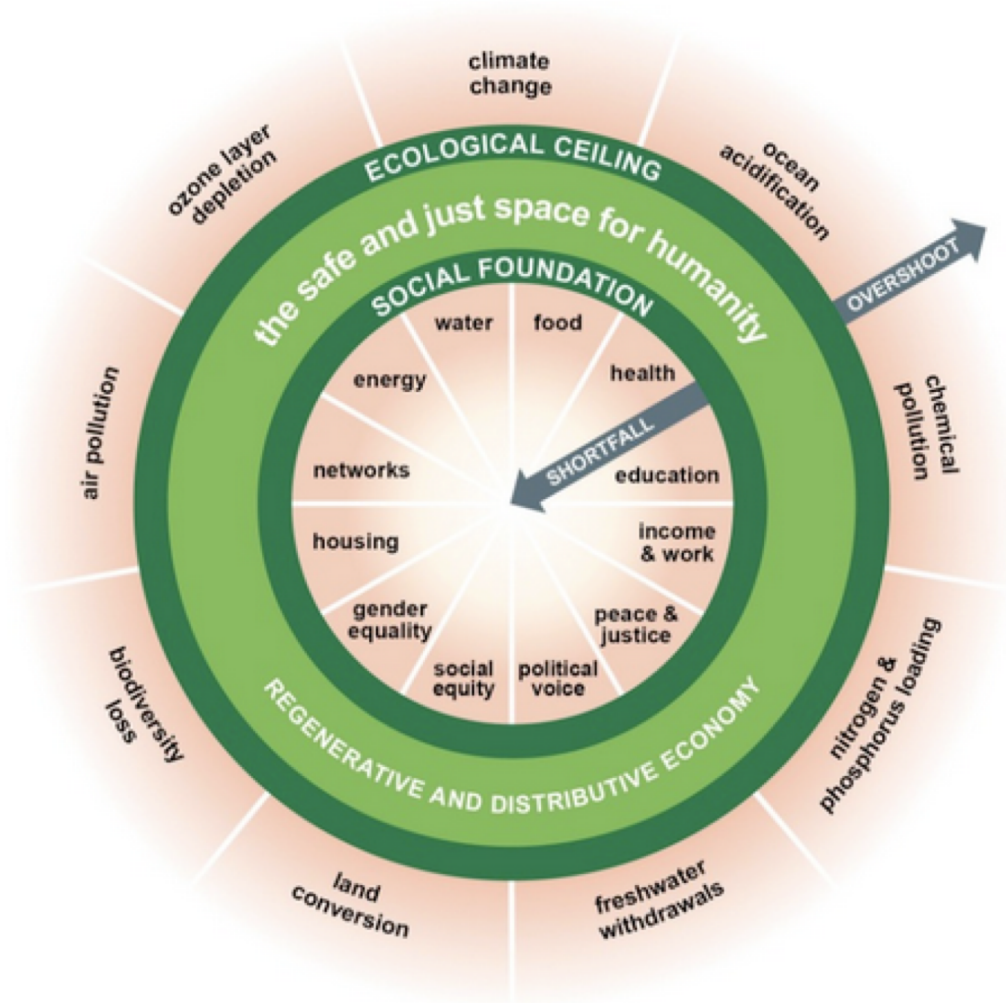 climate
change
ocean
acidification
OVERSHOOT
chemical
pollution
nitrogen &
phosphorus loading
freshwater
withdrawals
land
conversion
biodiversity
loss
air pollution
ozone layer
depletion
ECOLOGICAL CEILING
the safe and just space for humanity
SOCIAL FOUNDATION
water
food
health
SHORTFALL
education
income
& work
peace &
justice
political
voice
social
equity
gender
equality
housing
networks
energy
REGENERATIVE AND DISTRIBUTIVE ECONOMY